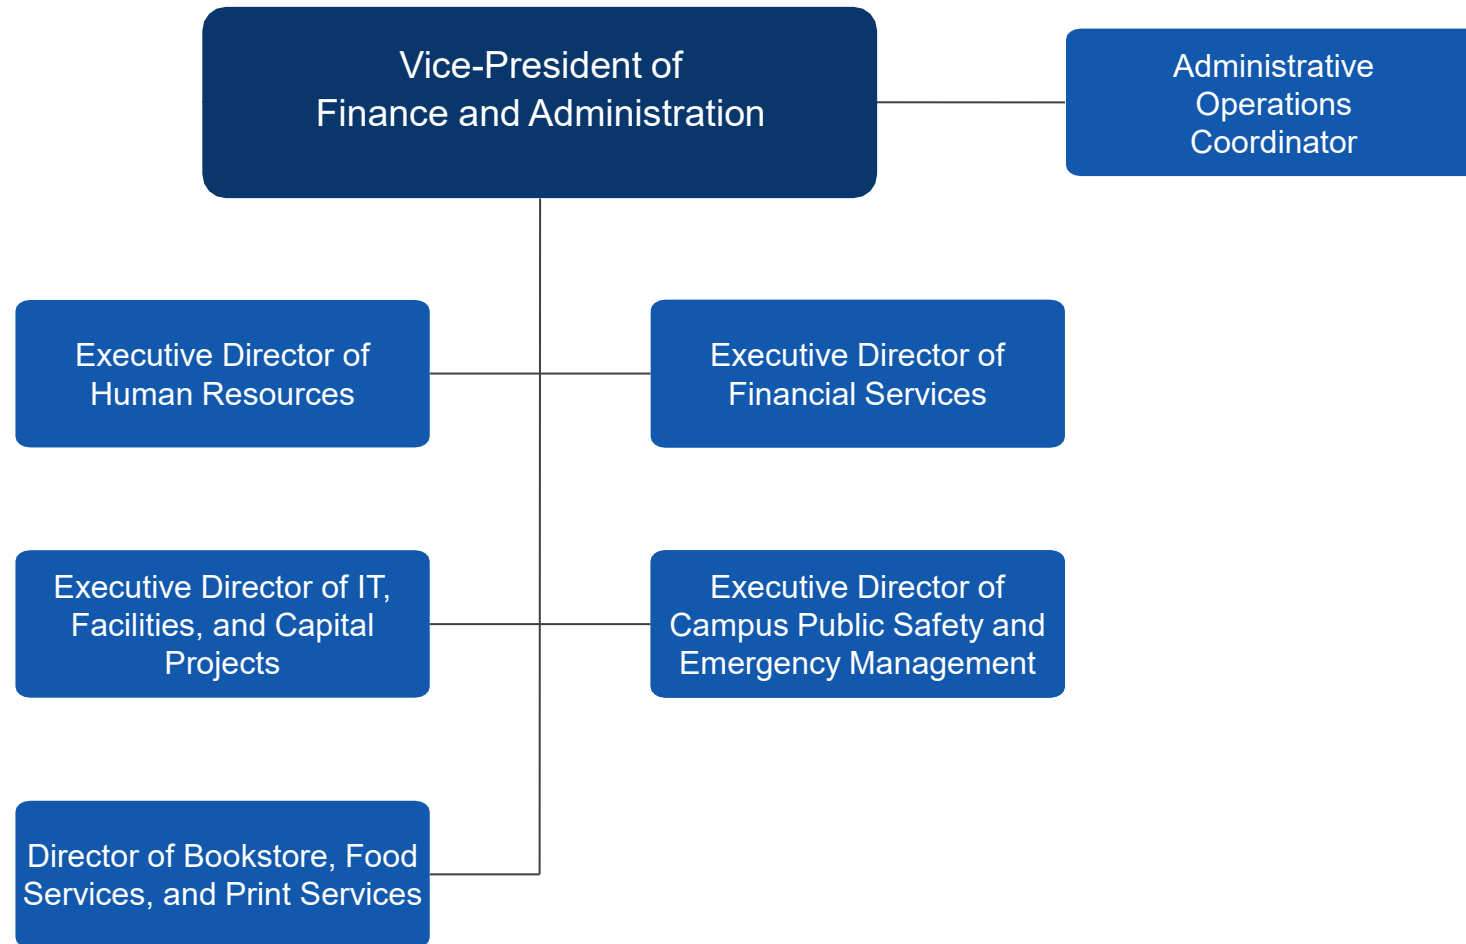 Vice-President of
Finance and Administration
Administrative
Operations
Coordinator
Executive Director of
Human Resources
Executive Director of
Financial Services
Executive Director of IT,
Facilities, and Capital
Projects
Executive Director of
Campus Public Safety and
Emergency Management
Director of Bookstore, Food
Services, and Print Services